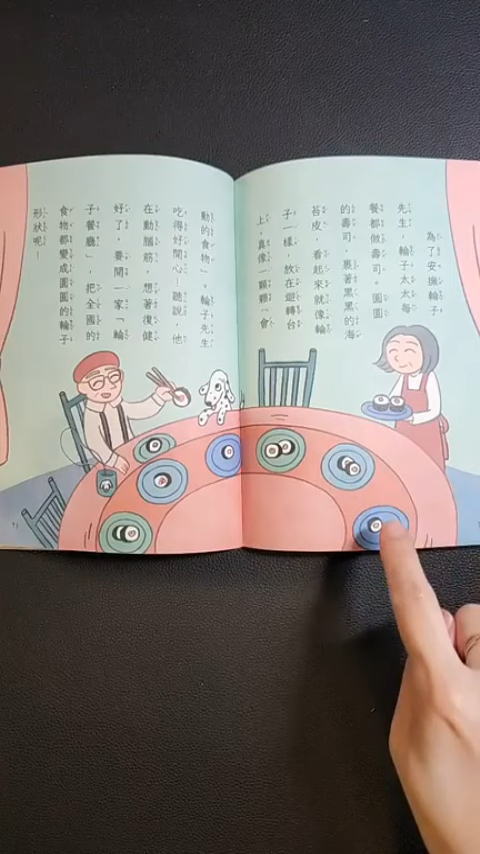 為了安撫輪子
先生，輪子太太每
餐都做壽司。圓圓
的壽司，裹著黑黑的海
苔皮，看起來就像輪
子一樣，放在迴轉台
上，真像一顆顆「會
動的食物」。輪子先生
吃得好開心！聽說，他
在動腦筋，想著復健
好了，要開一家「輪
子餐廳」，把全國的
食物都變成圓圓的輪子
形狀呢！